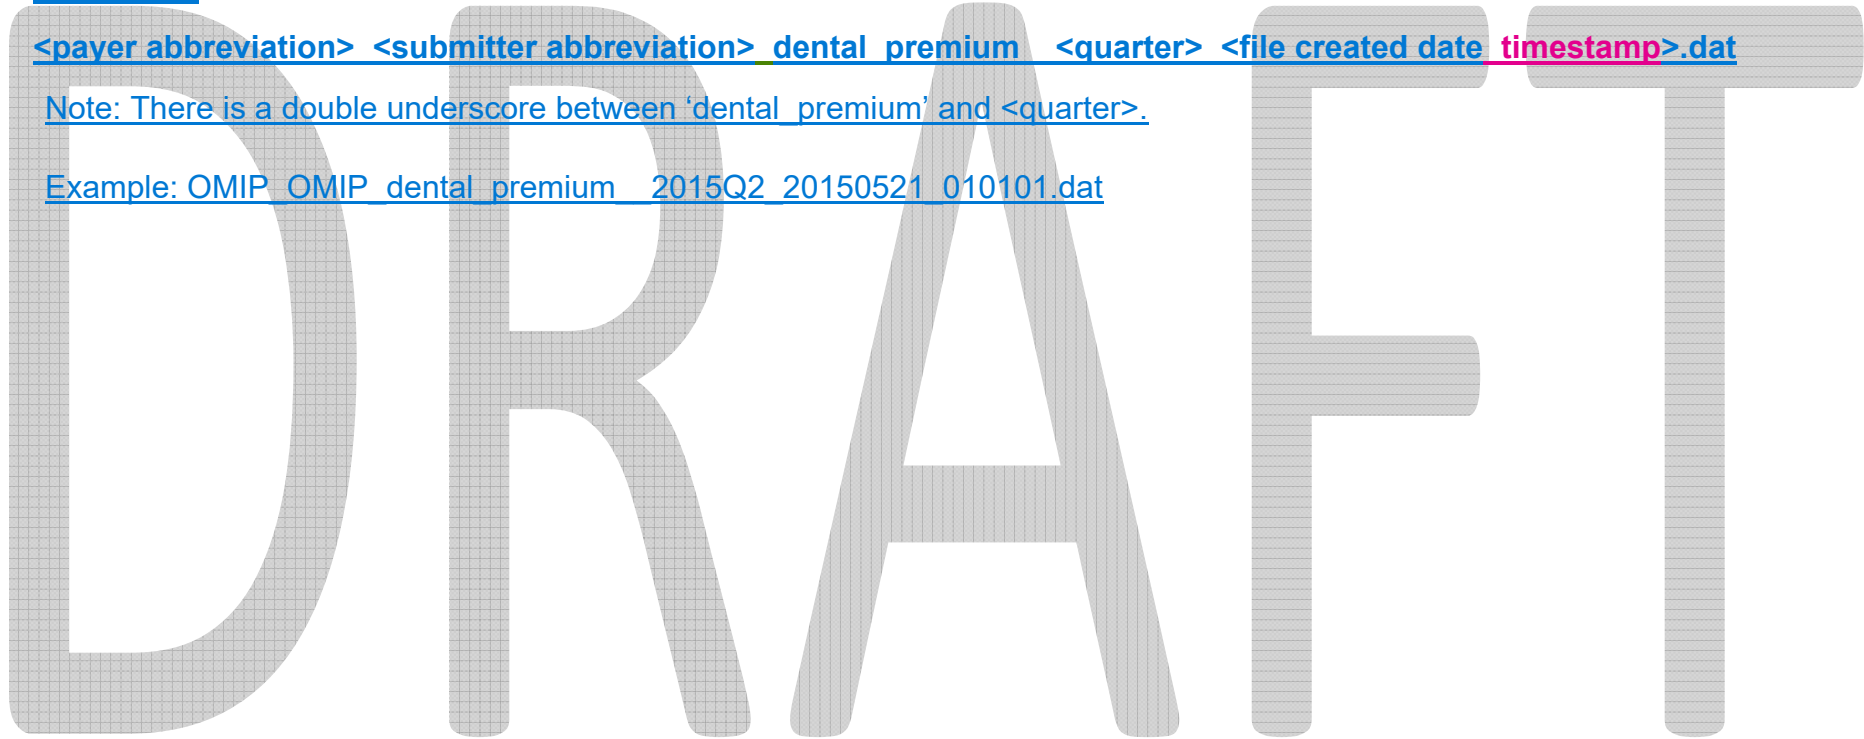 <payer abbreviation>_<submitter abbreviation>_dental_premium__<quarter>_<file created date_timestamp>.dat
Note: There is a double underscore between ‘dental_premium’ and <quarter>.
Example: OMIP_OMIP_dental_premium__2015Q2_20150521_010101.dat
DRAFT